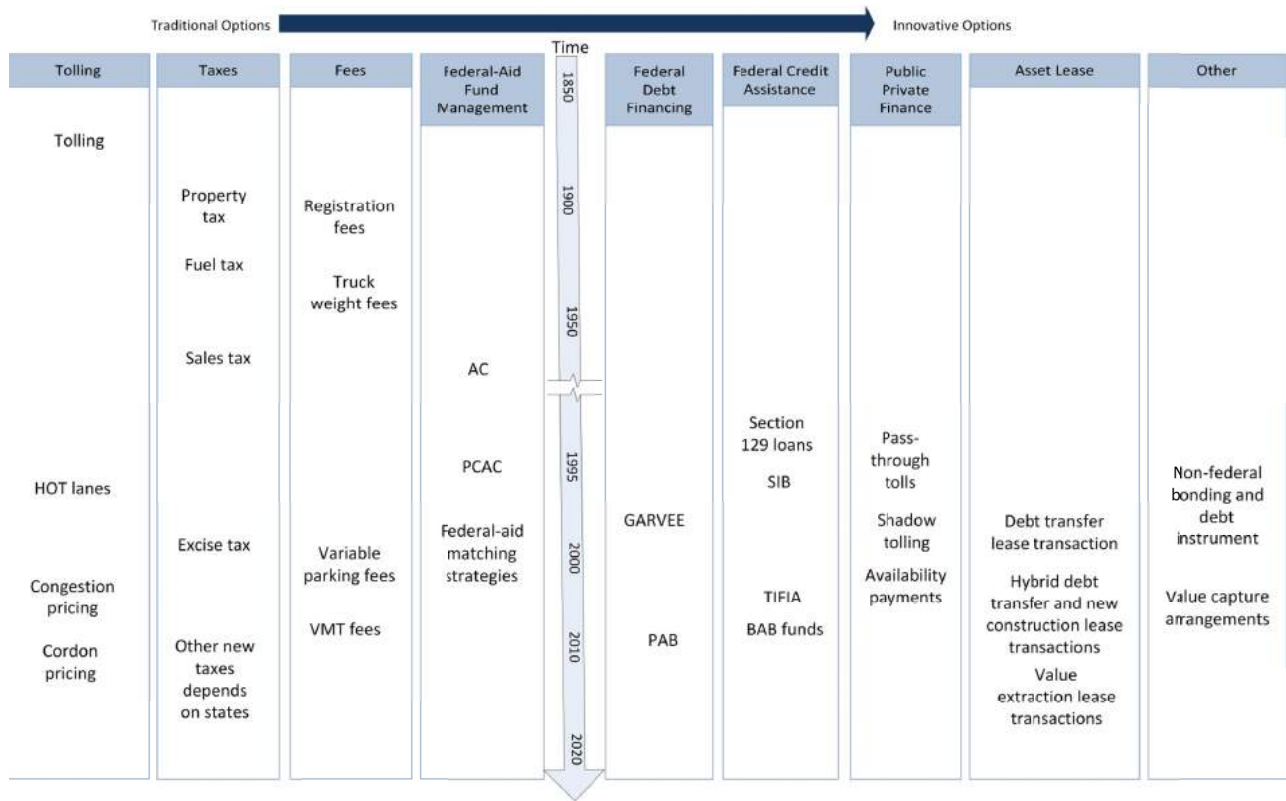 Traditional Options
Innovative Options
Time
Tolling
Tolling
HOT lanes
Congestion
pricing
Cordon
pricing
Taxes
Property
tax
Fuel tax
Sales tax
Excise tax
Other new
taxes
depends
on states
Fees
Registration
fees
Truck
weight fees
Variable
parking fees
VMT fees
Federal-Aid
Fund
Management
AC
PCAC
Federal-aid
matching
strategies
1850
1900
1950
1995
2000
2010
2020
Federal
Debt
Financing
GARVEE
PAB
Federal Credit
Assistance
Section
129 loans
SIB
TIFIA
BAB funds
Public
Private
Finance
Pass-
through
tolls
Shadow
tolling
Availability
payments
Asset Lease
Debt transfer
lease transaction
Hybrid debt
transfer and new
construction lease
transactions
Value
extraction lease
transactions
Other
Non-federal
bonding and
debt
instrument
Value capture
arrangements